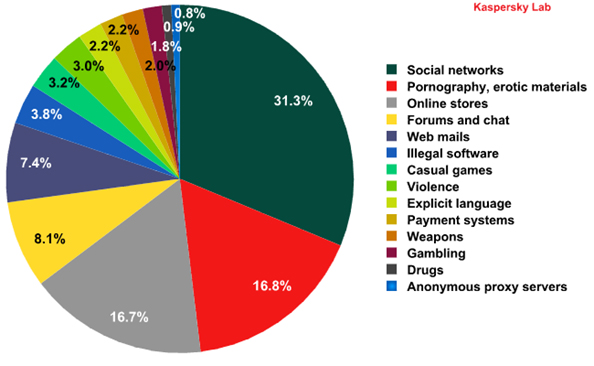 Kaspersky Lab
0.8%
0.9%
1.8%
2.0%
2.2%
2.2%
3.0%
3.2%
3.8%
7.4%
8.1%
16.7%
16.8%
31.3%
Social networks
Pornography, erotic materials
Online stores
Forums and chat
Web mails
Illegal software
Casual games
Violence
Explicit language
Payment systems
Weapons
Gambling
Drugs
Anonymous proxy servers